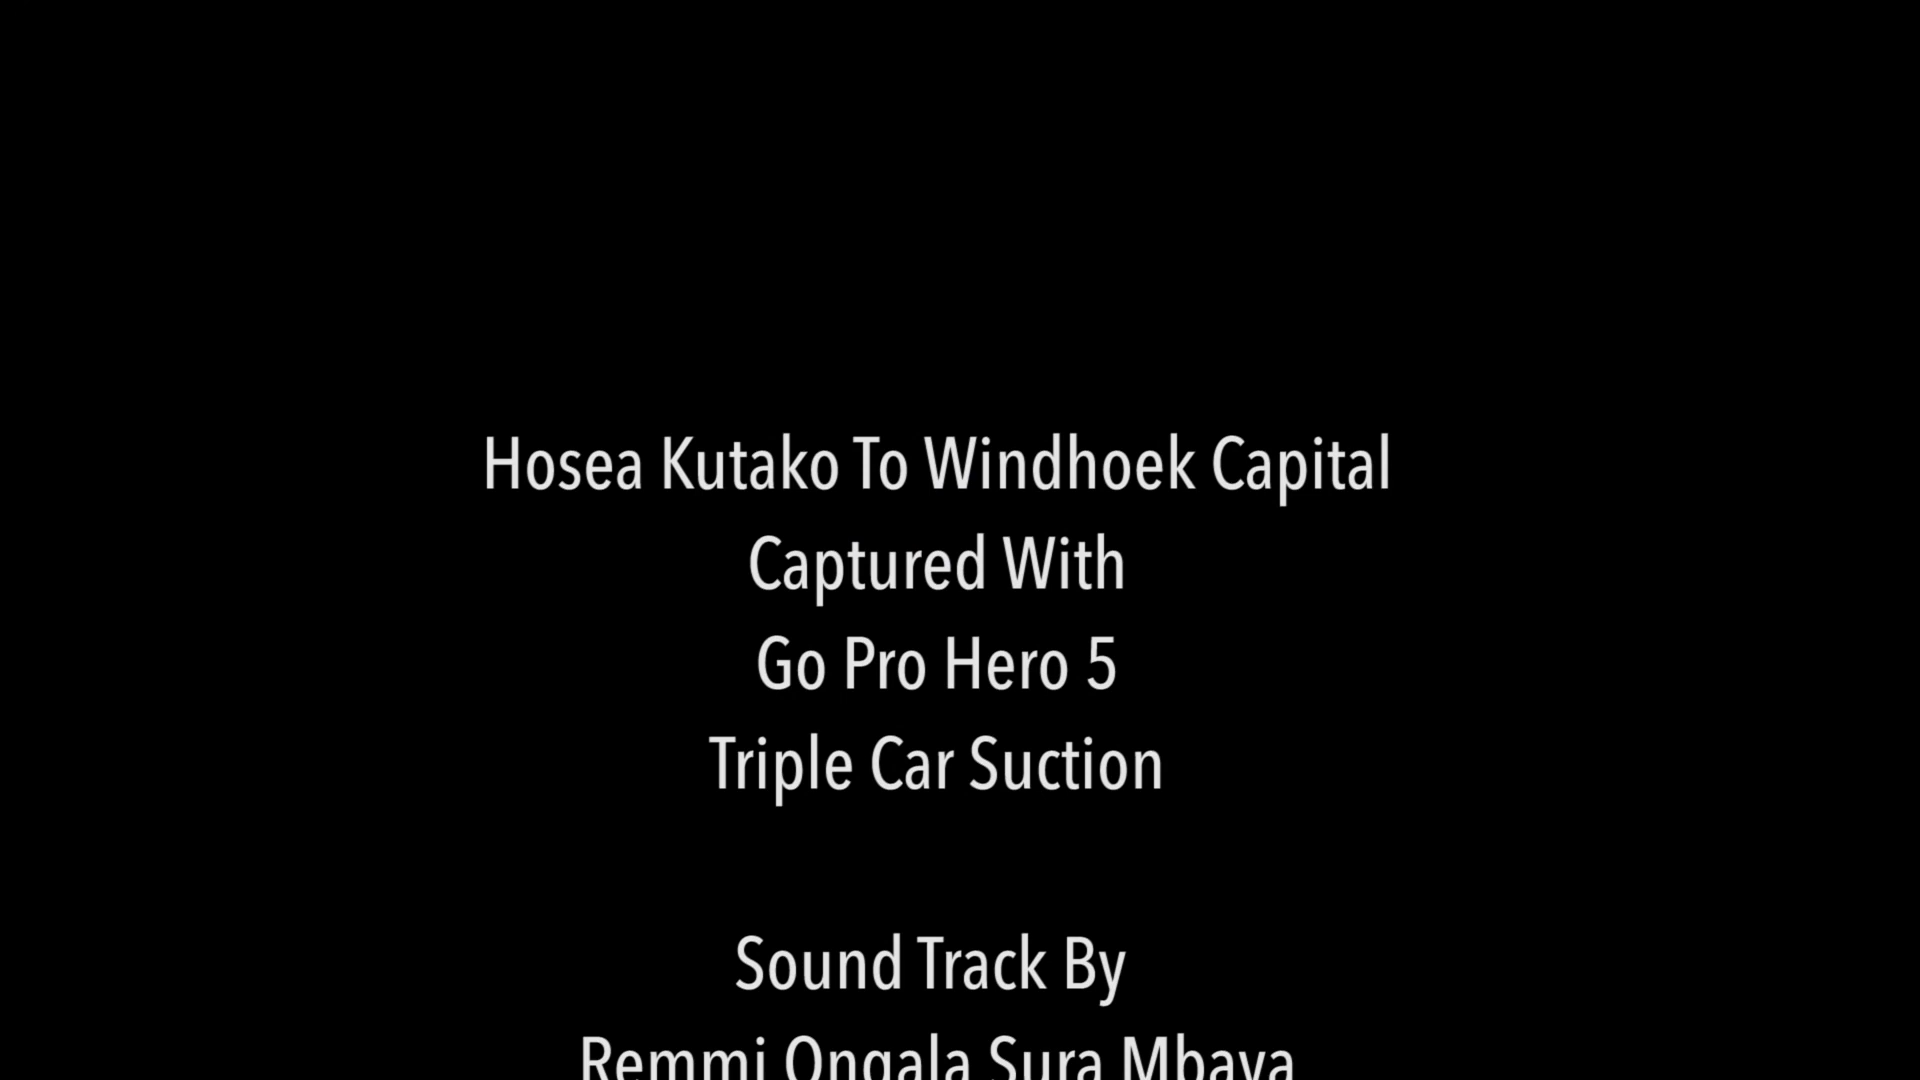 Hosea Kutako To Windhoek Capital
Captured With
Go Pro Hero 5
Triple Car Suction
Sound Track By
Remmi Ongala Sura Mbaya